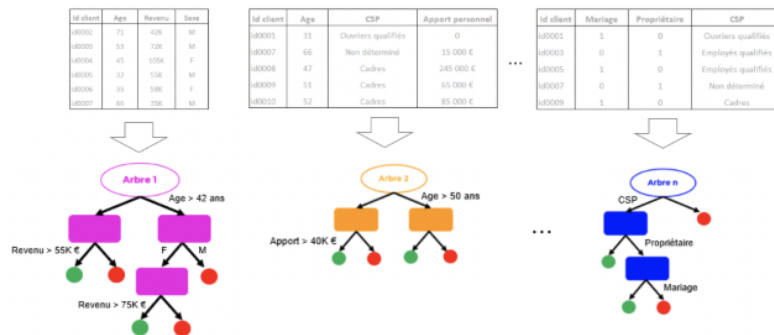 Id client Age Revenu Sexe
id0002 71 42K M
id0003 53 72K M
id0004 45 105K F
id0005 32 55K M
id0006 35 58K F
id0007 66 35K M
Id client Age CSP Apport personnel
id0001 31 Ouvriers qualifiés 0
id0007 66 Non déterminé 15 000 €
id0008 47 Cadres 245 000 €
id0009 51 Cadres 65 000 €
id0010 52 Cadres 85 000 €
...
Id client Mariage Propriétaire CSP
id0001 1 0 Ouvriers qualifiés
id0003 0 1 Employés qualifiés
id0005 1 0 Employés qualifiés
id0007 0 1 Non déterminé
id0009 1 0 Cadres
Arbre 1
Age > 42 ans
Revenu > 55K €
F M
Revenu > 75K €
Arbre 2
Age > 50 ans
Apport > 40K €
...
Arbre n
CSP
Propriétaire
Mariage